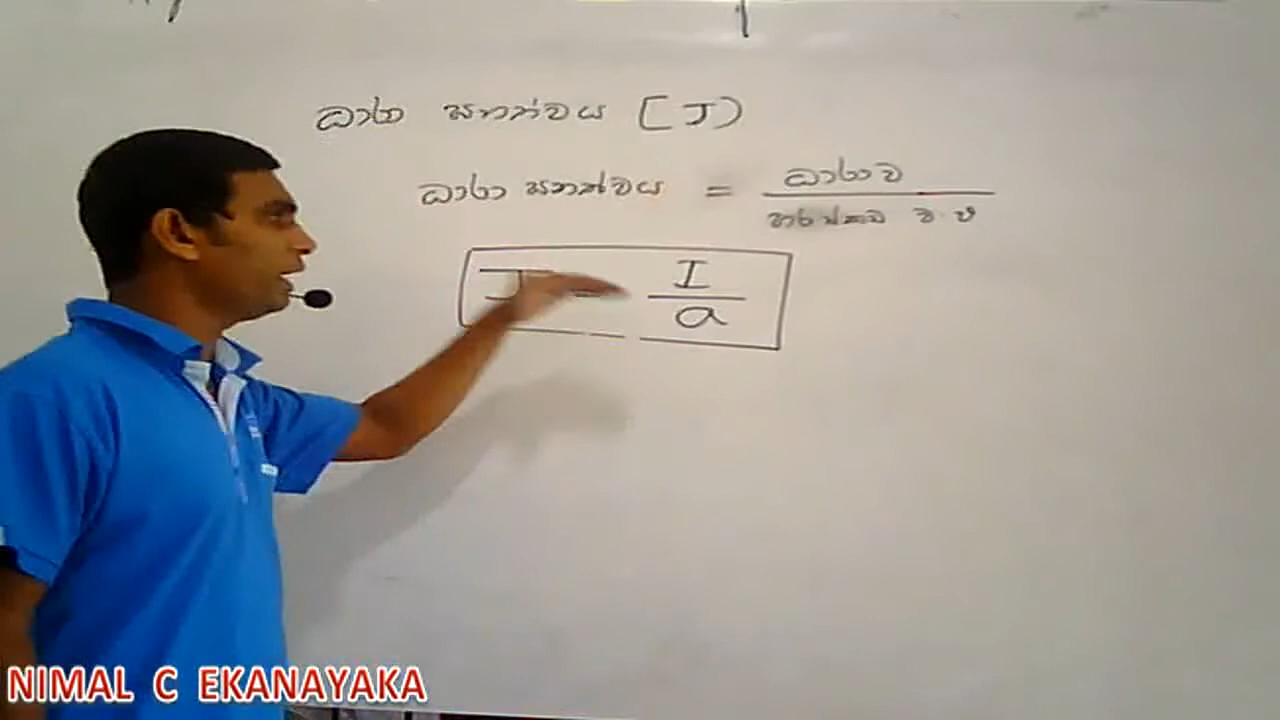 ධාරා ඝනත්වය [J)
ධාරා ඝනත්වය = ධාරාව
හරස්කඩ ව.ඵ
J = I
a
NIMAL C EKANAYAKA